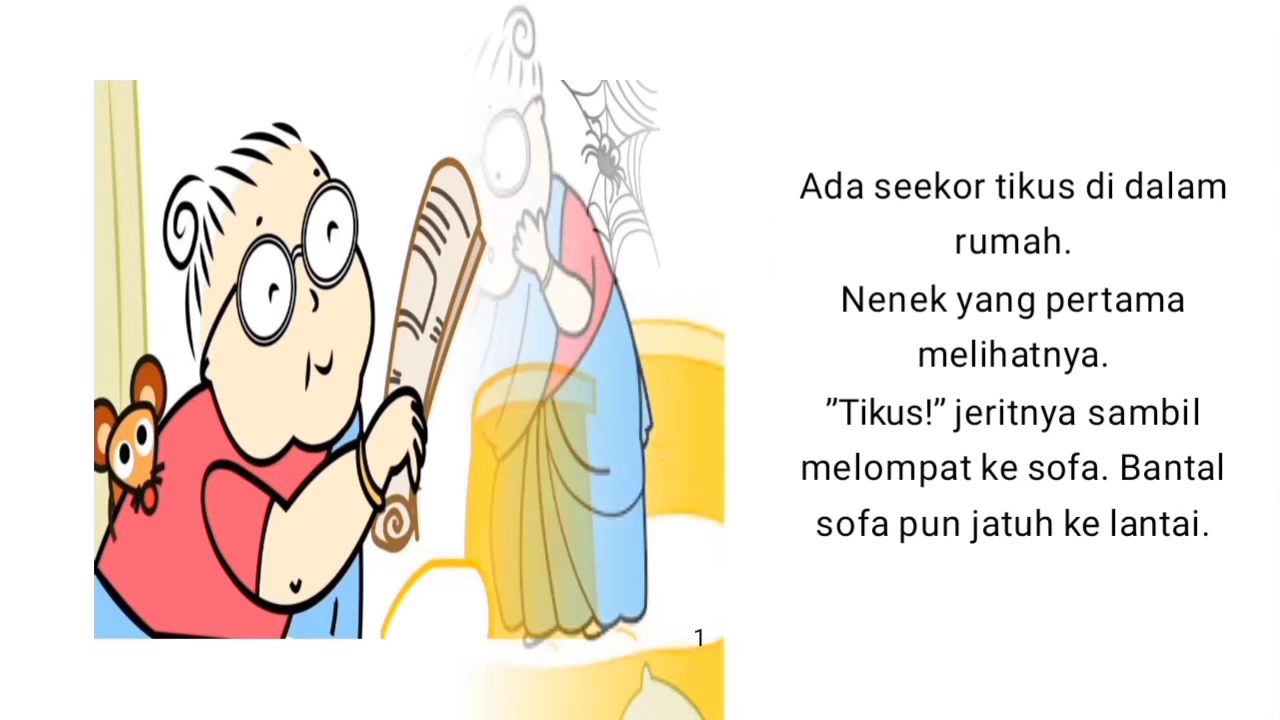 Ada seekor tikus di dalam
rumah.
Nenek yang pertama
melihatnya.
”Tikus!” jeritnya sambil
melompat ke sofa. Bantal
sofa pun jatuh ke lantai.
1